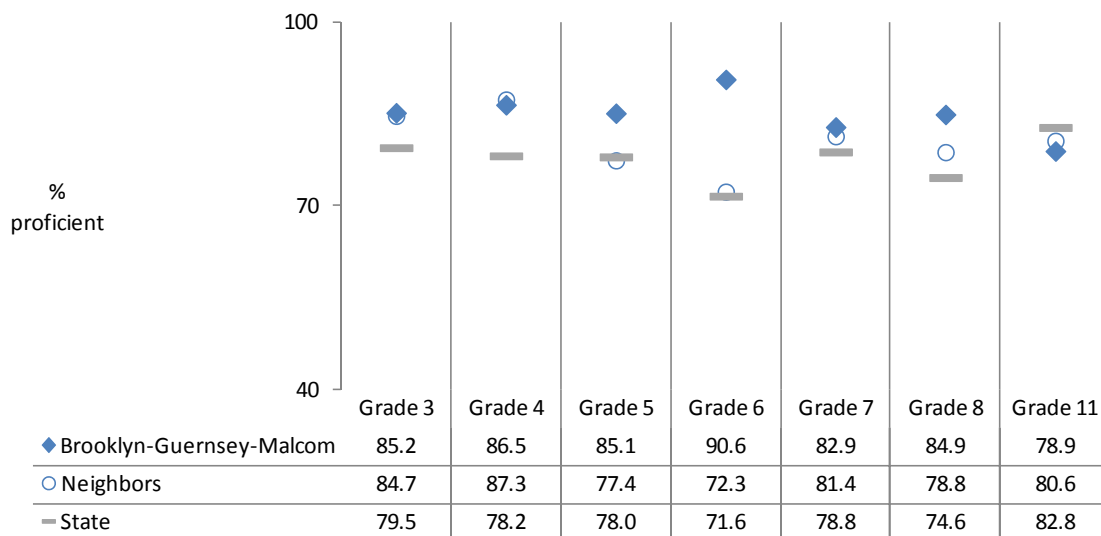 100
%
proficient
70
40
Grade 3 Grade 4 Grade 5 Grade 6 Grade 7 Grade 8 Grade 11
Brooklyn-Guernsey-Malcom 85.2 86.5 85.1 90.6 82.9 84.9 78.9
Neighbors 84.7 87.3 77.4 72.3 81.4 78.8 80.6
State 79.5 78.2 78.0 71.6 78.8 74.6 82.8